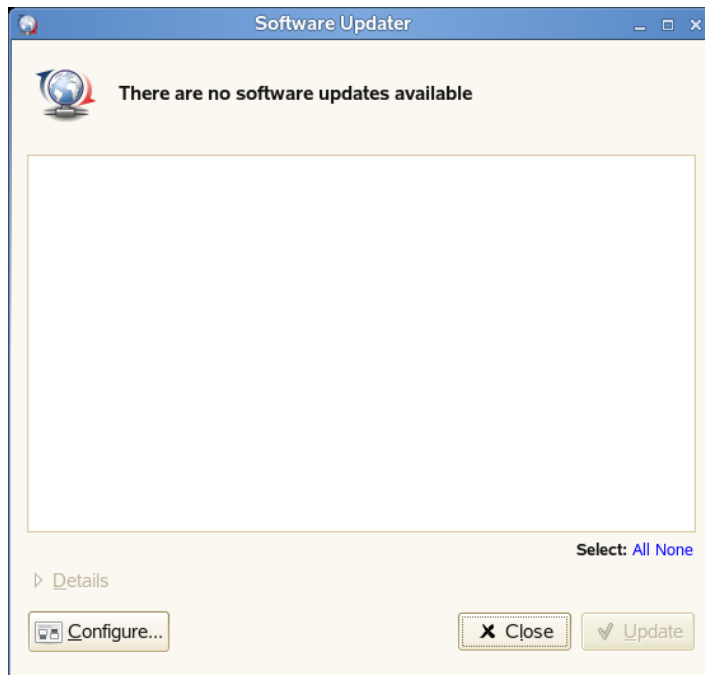 Software Updater
There are no software updates available
Select: All None
Details
Configure...
Close
Update